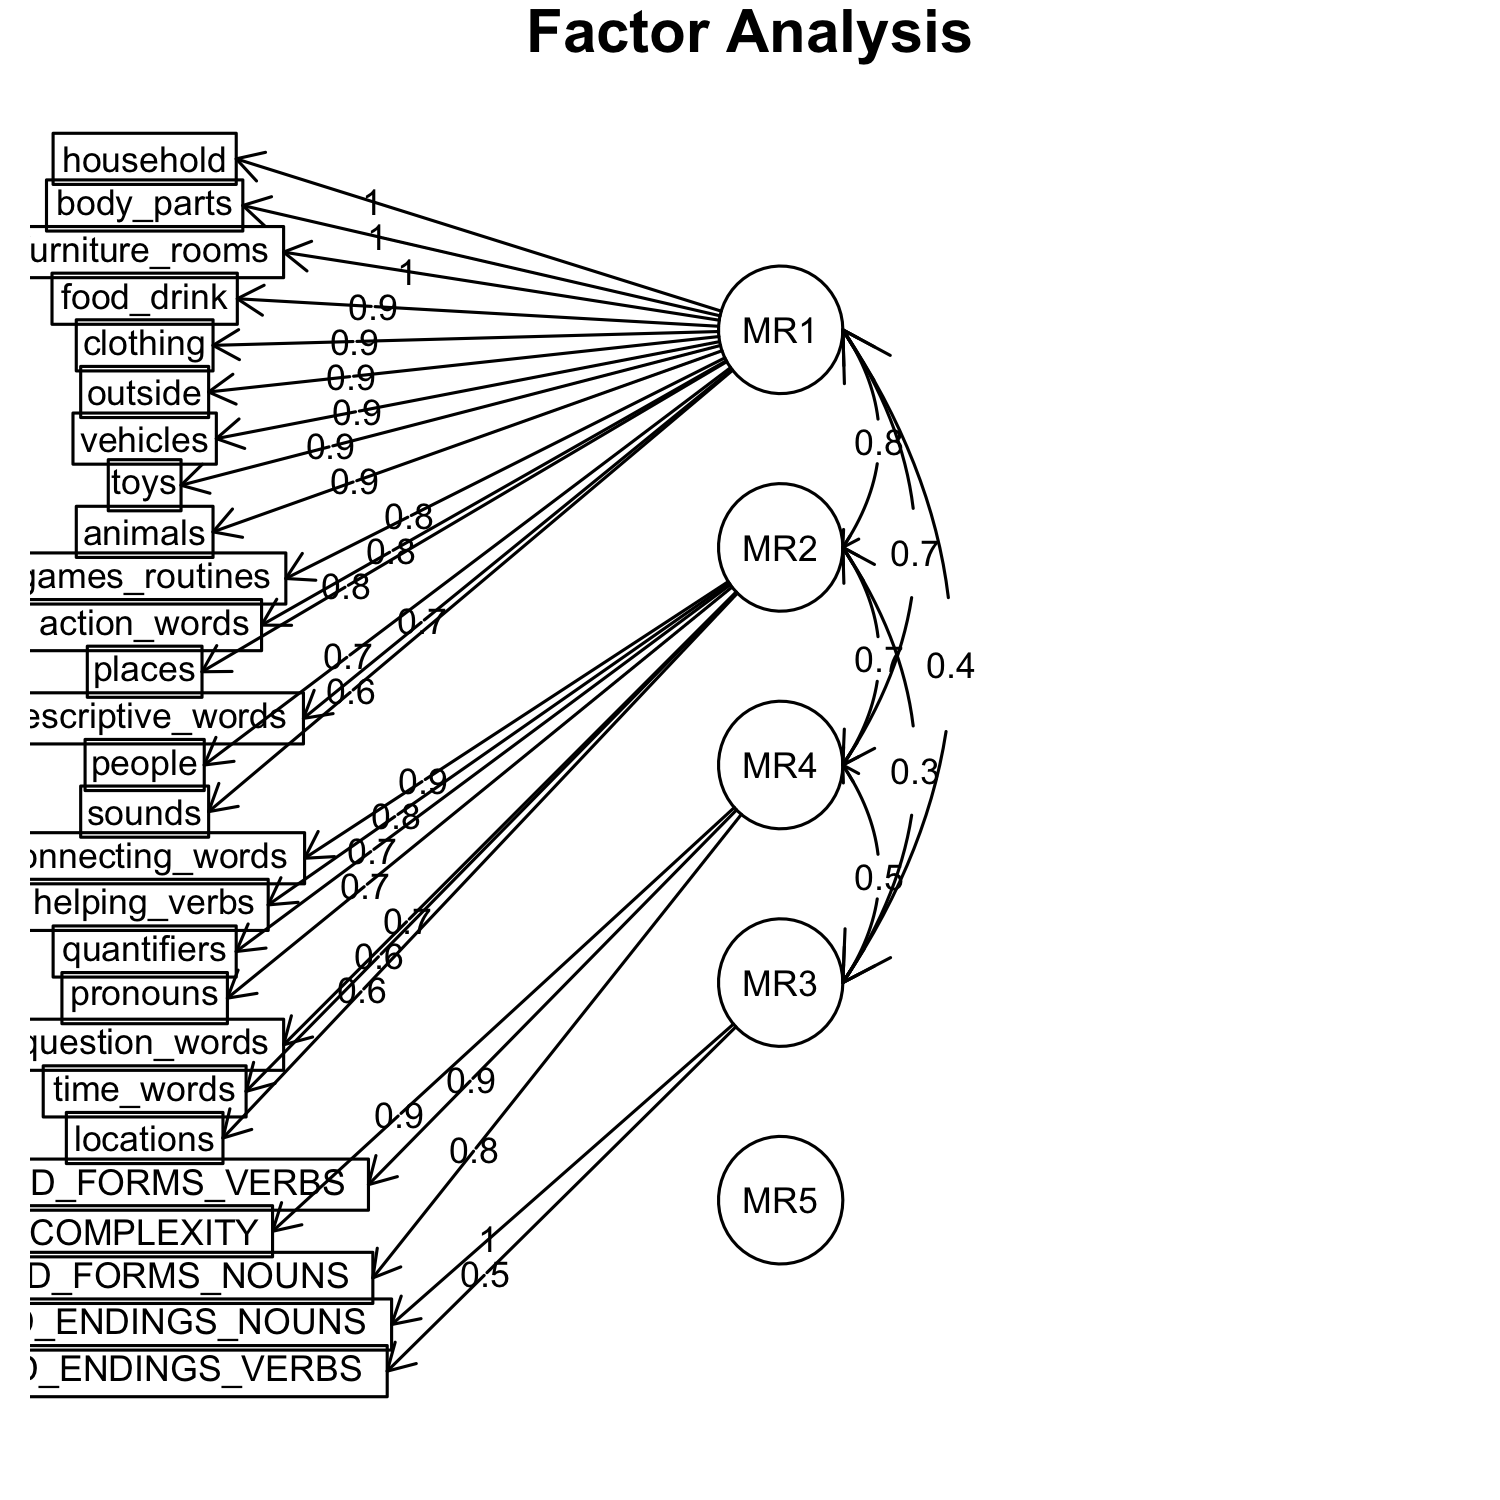 Factor Analysis
household
body_parts
urniture_rooms
food_drink
clothing
outside
vehicles
toys
animals
games_routines
action_words
places
escriptive_words
people
sounds
onnecting_words
helping_verbs
quantifiers
pronouns
question_words
time_words
locations
D_FORMS_VERBS
COMPLEXITY
D_FORMS_NOUNS
D_ENDINGS_NOUNS
D_ENDINGS_VERBS
1
1
1
0.9
0.9
0.9
0.9
0.9
0.9
0.8
0.8
0.8
0.7
0.7
0.6
0.9
0.8
0.7
0.7
0.7
0.6
0.6
0.9
0.9
0.8
1
0.5
MR1
MR2
MR4
MR3
MR5
0.8
0.7
0.7
0.4
0.3
0.5